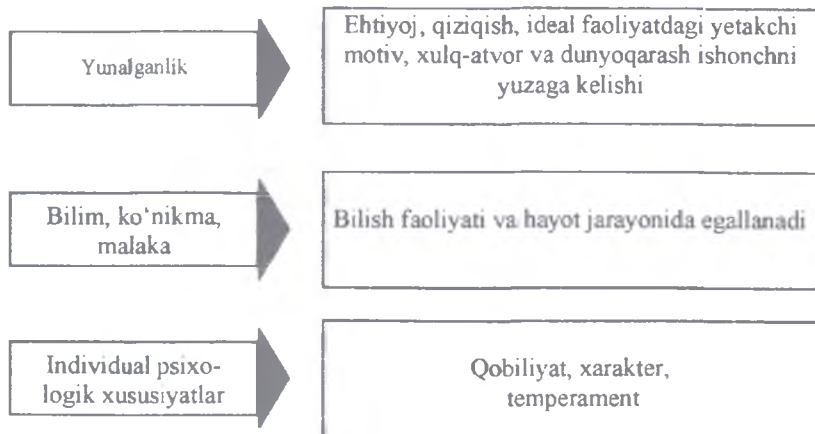 Yunalganlik
Ehtiyoj, qiziqish, ideal faoliyatdagi yetakchi
motiv, xulq-atvor va dunyoqarash ishonchni
yuzaga kelishi
Bilim, ko‘nikma,
malaka
Bilish faoliyati va hayot jarayonida egallanadi
Individual psixo-
logik xususiyatlar
Qobiliyat, xarakter,
temperament